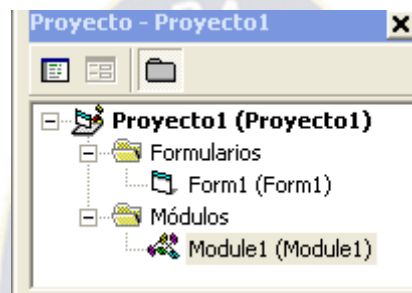 Proyecto - Proyecto1
Proyecto1 (Proyecto1)
Formularios
Form1 (Form1)
Módulos
Module1 (Module1)